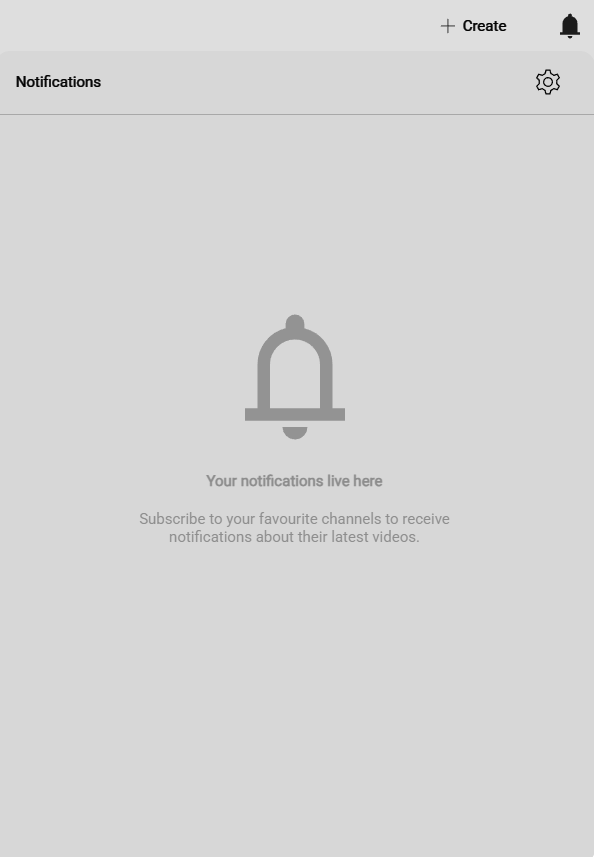 Create
Notifications
Your notifications live here
Subscribe to your favourite channels to receive
notifications about their latest videos.